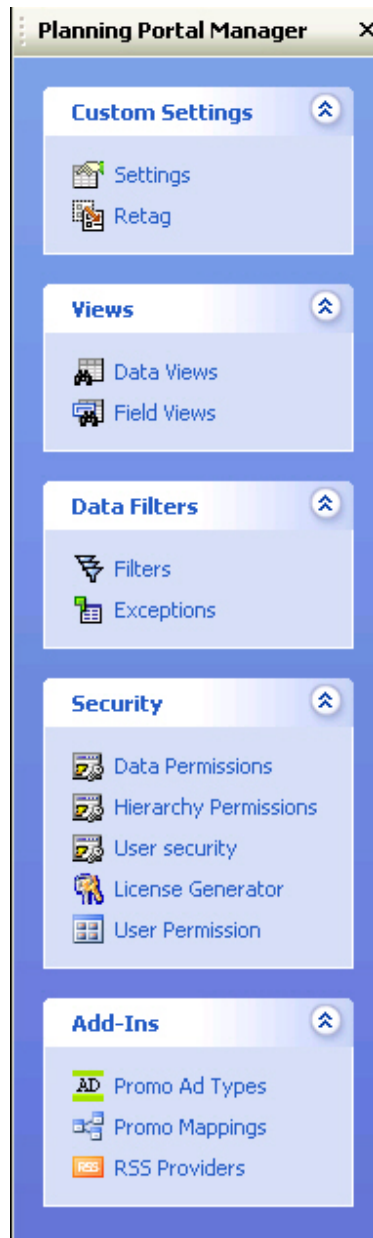 Planning Portal Manager
Custom Settings
Settings
Retag
Views
Data Views
Field Views
Data Filters
Filters
Exceptions
Security
Data Permissions
Hierarchy Permissions
User security
License Generator
User Permission
Add-Ins
AD Promo Ad Types
Promo Mappings
RSS RSS Providers